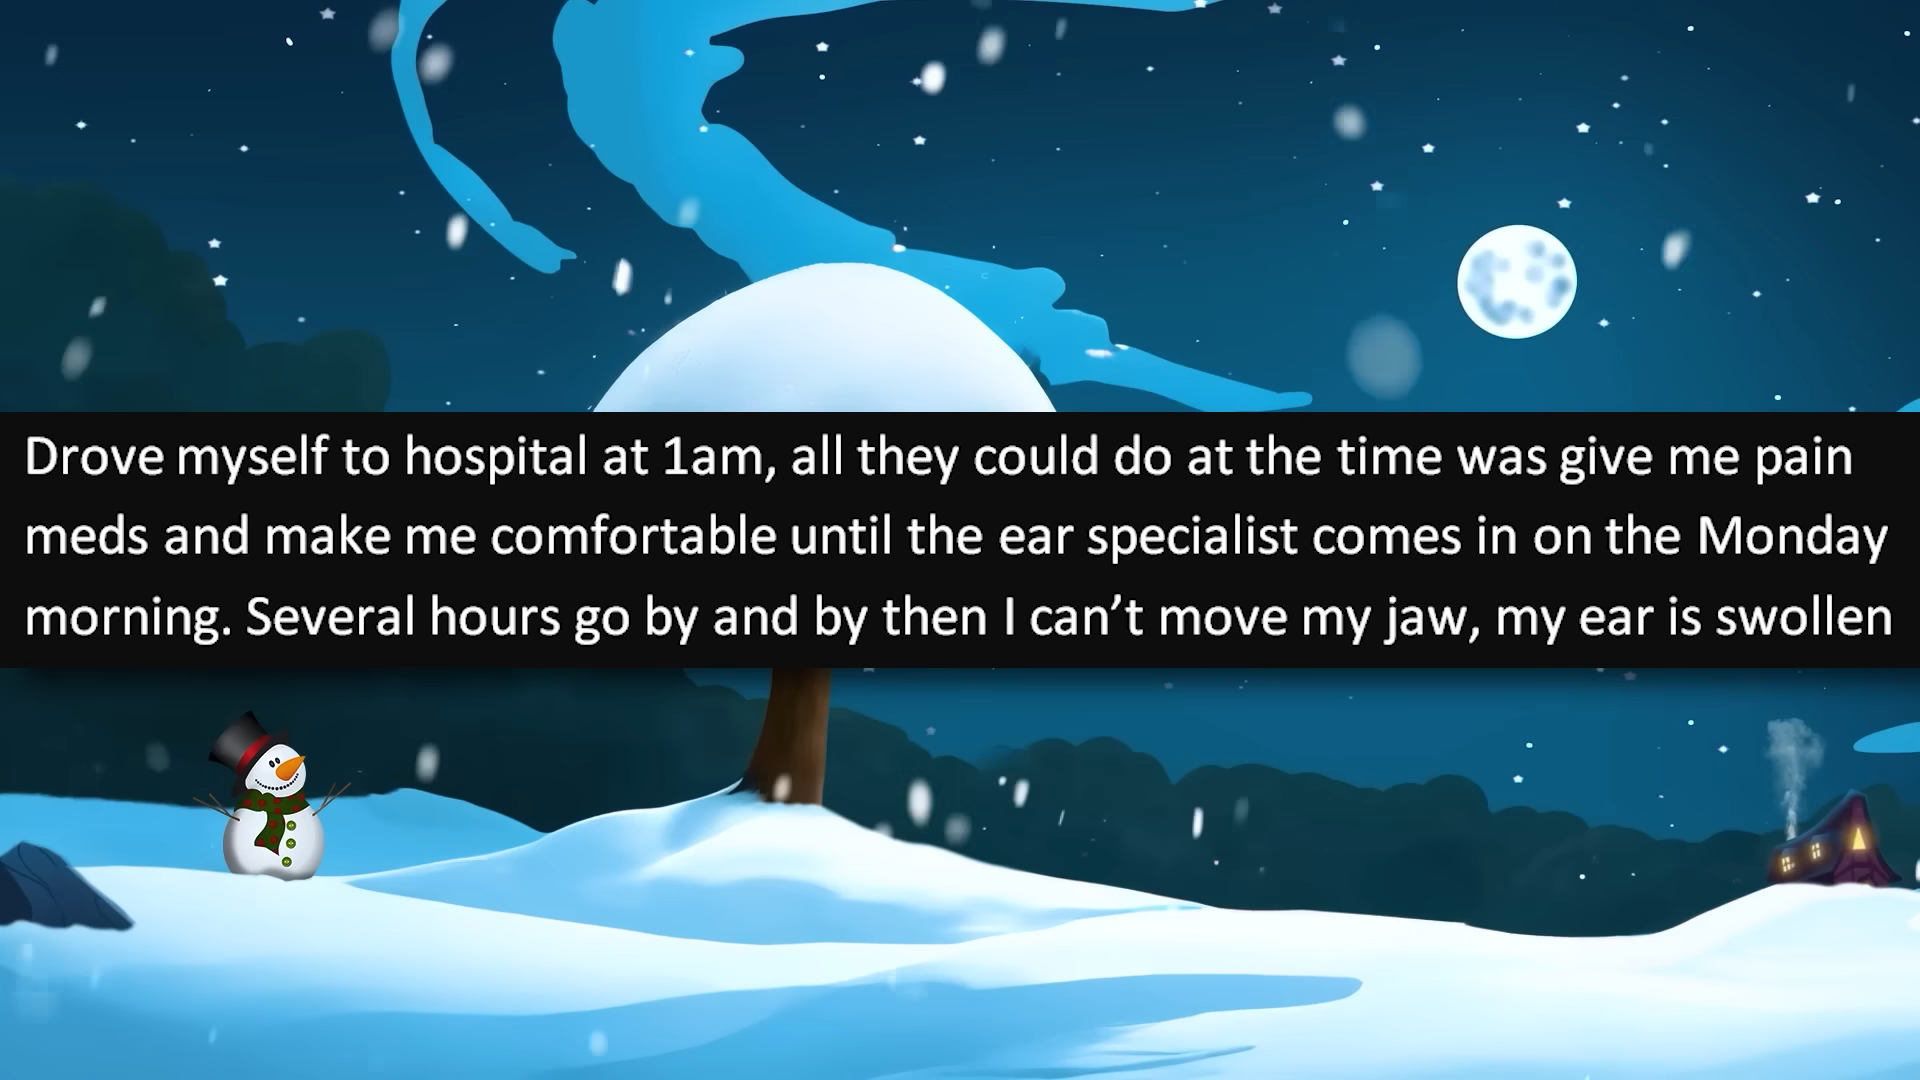 Drove myself to hospital at 1am, all they could do at the time was give me pain
meds and make me comfortable until the ear specialist comes in on the Monday
morning. Several hours go by and by then I can’t move my jaw, my ear is swollen